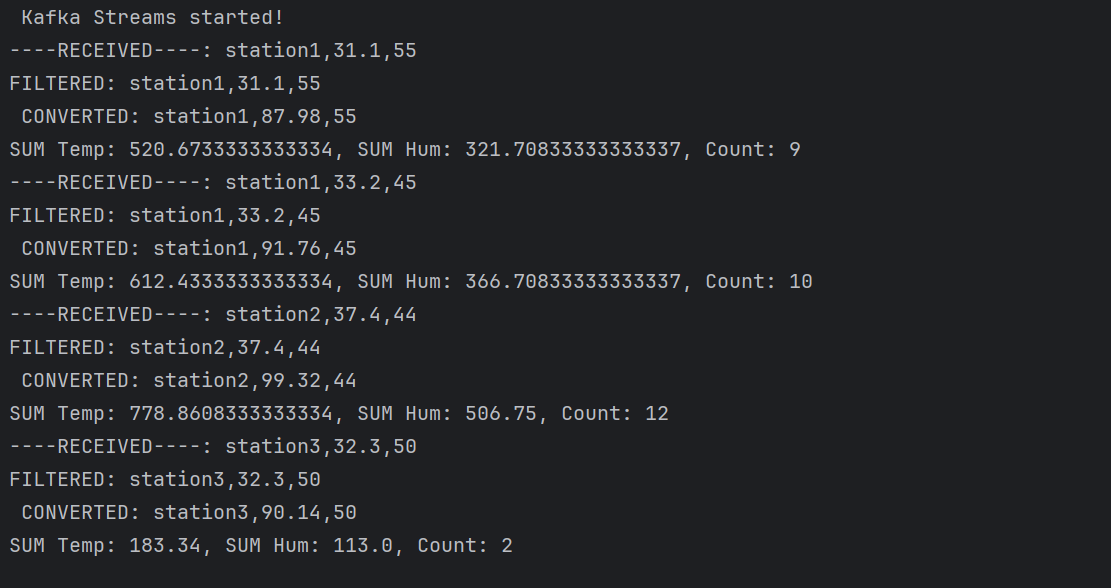 Kafka Streams started!
----RECEIVED----: station1,31.1,55
FILTERED: station1,31.1,55
CONVERTED: station1,87.98,55
SUM Temp: 520.6733333333334, SUM Hum: 321.70833333333337, Count: 9
----RECEIVED----: station1,33.2,45
FILTERED: station1,33.2,45
CONVERTED: station1,91.76,45
SUM Temp: 612.4333333333334, SUM Hum: 366.70833333333337, Count: 10
----RECEIVED----: station2,37.4,44
FILTERED: station2,37.4,44
CONVERTED: station2,99.32,44
SUM Temp: 778.8608333333334, SUM Hum: 506.75, Count: 12
----RECEIVED----: station3,32.3,50
FILTERED: station3,32.3,50
CONVERTED: station3,90.14,50
SUM Temp: 183.34, SUM Hum: 113.0, Count: 2